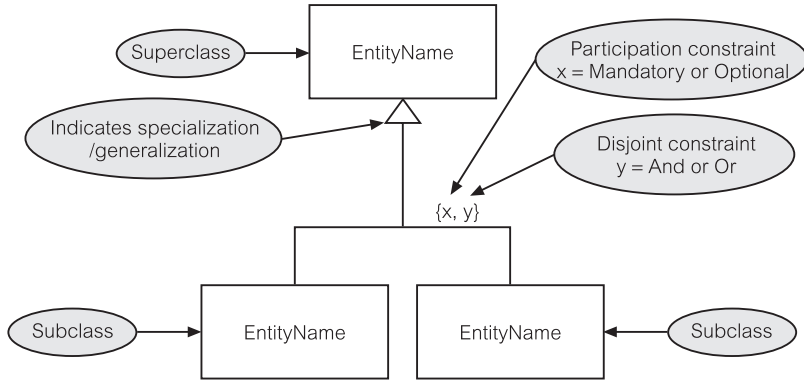 Superclass
EntityName
Participation constraint
x = Mandatory or Optional
Indicates specialization
/generalization
Disjoint constraint
y = And or Or
{x, y}
Subclass
EntityName
EntityName
Subclass